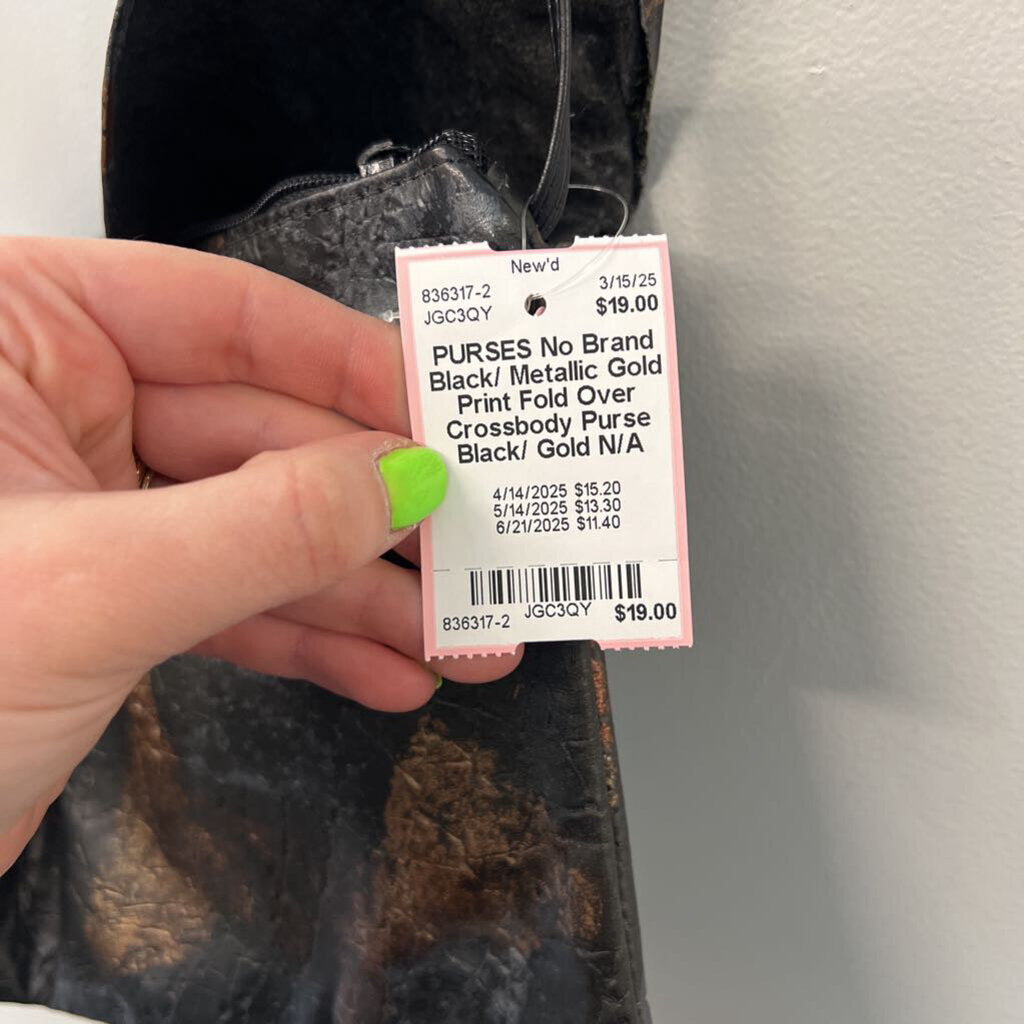 New'd
836317-2 3/15/25
JGC3QY $19.00
PURSES No Brand
Black/ Metallic Gold
Print Fold Over
Crossbody Purse
Black/ Gold N/A
4/14/2025 $15.20
5/14/2025 $13.30
6/21/2025 $11.40
836317-2 JGC3QY $19.00